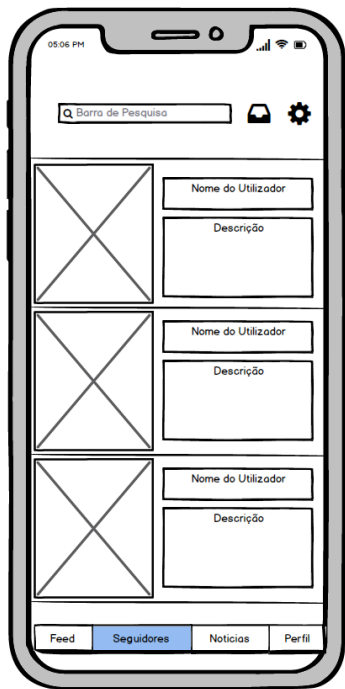 05:06 PM
Barra de Pesquisa
Nome do Utilizador
Descrição
Nome do Utilizador
Descrição
Nome do Utilizador
Descrição
Feed Seguidores Noticias Perfil